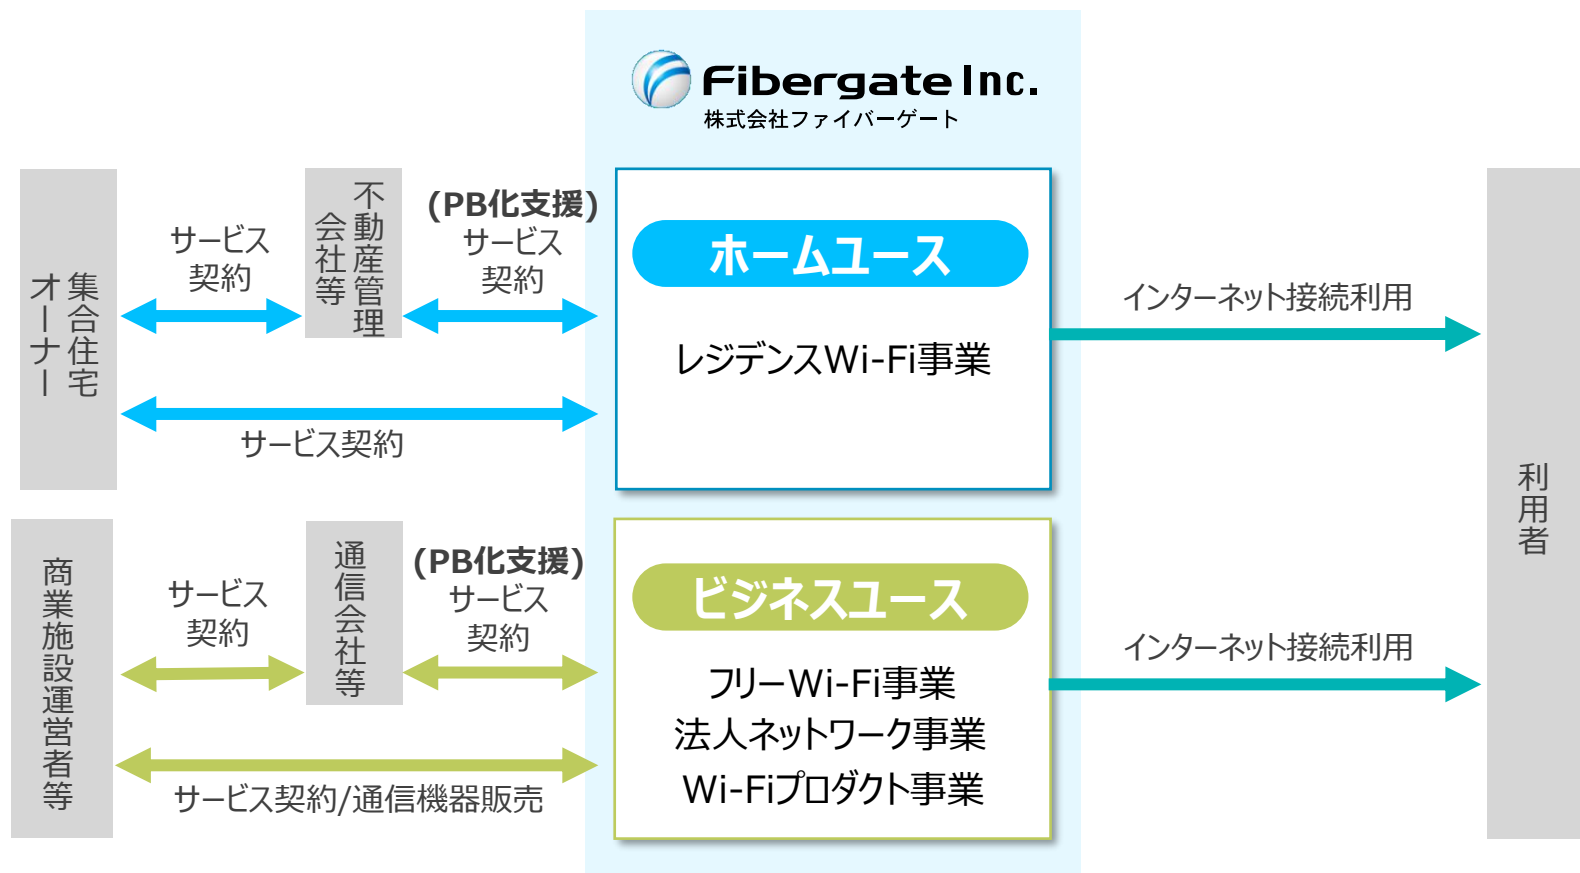 Fibergate Inc.
株式会社ファイバーゲート
集合住宅
オーナー
サービス
契約
不動産管理
会社等
(PB化支援)
サービス
契約
サービス契約
ホームユース
レジデンスWi-Fi事業
インターネット接続利用
商業施設運営者等
サービス
契約
通信会社等
(PB化支援)
サービス
契約
サービス契約/通信機器販売
ビジネスユース
フリーWi-Fi事業
法人ネットワーク事業
Wi-Fiプロダクト事業
インターネット接続利用
利用者